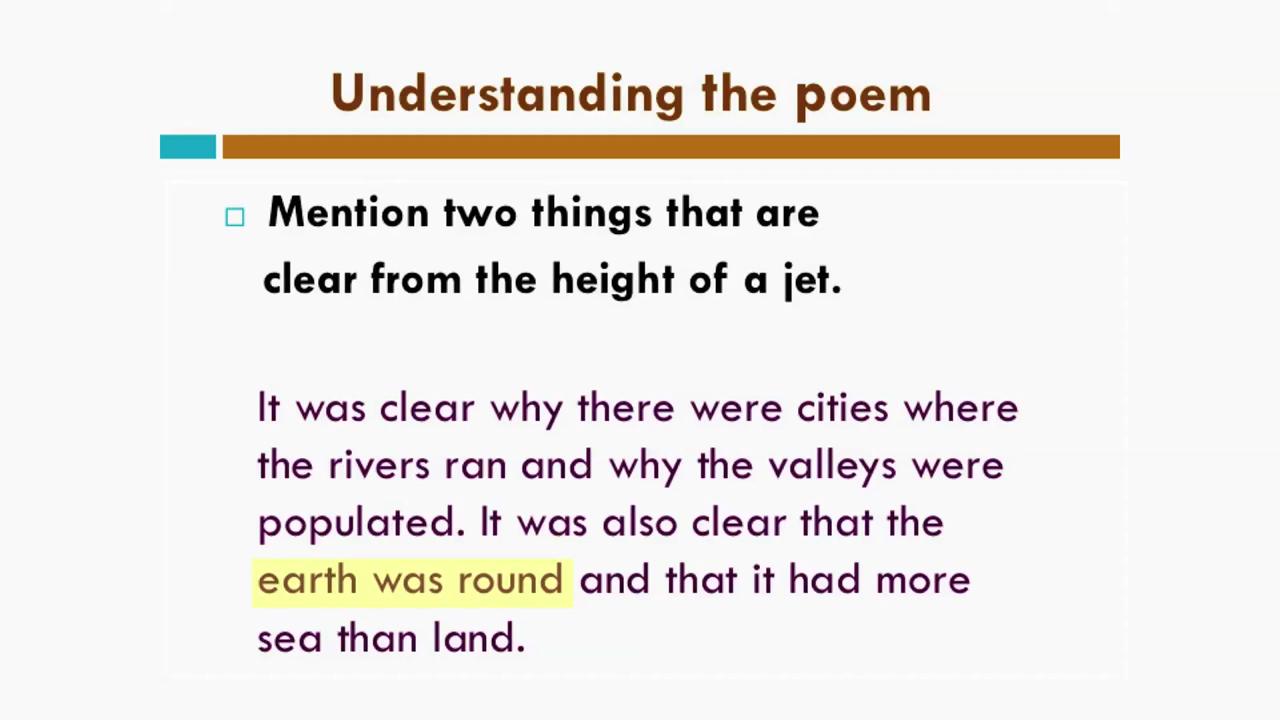 Understanding the poem
Mention two things that are
clear from the height of a jet.
It was clear why there were cities where
the rivers ran and why the valleys were
populated. It was also clear that the
earth was round and that it had more
sea than land.